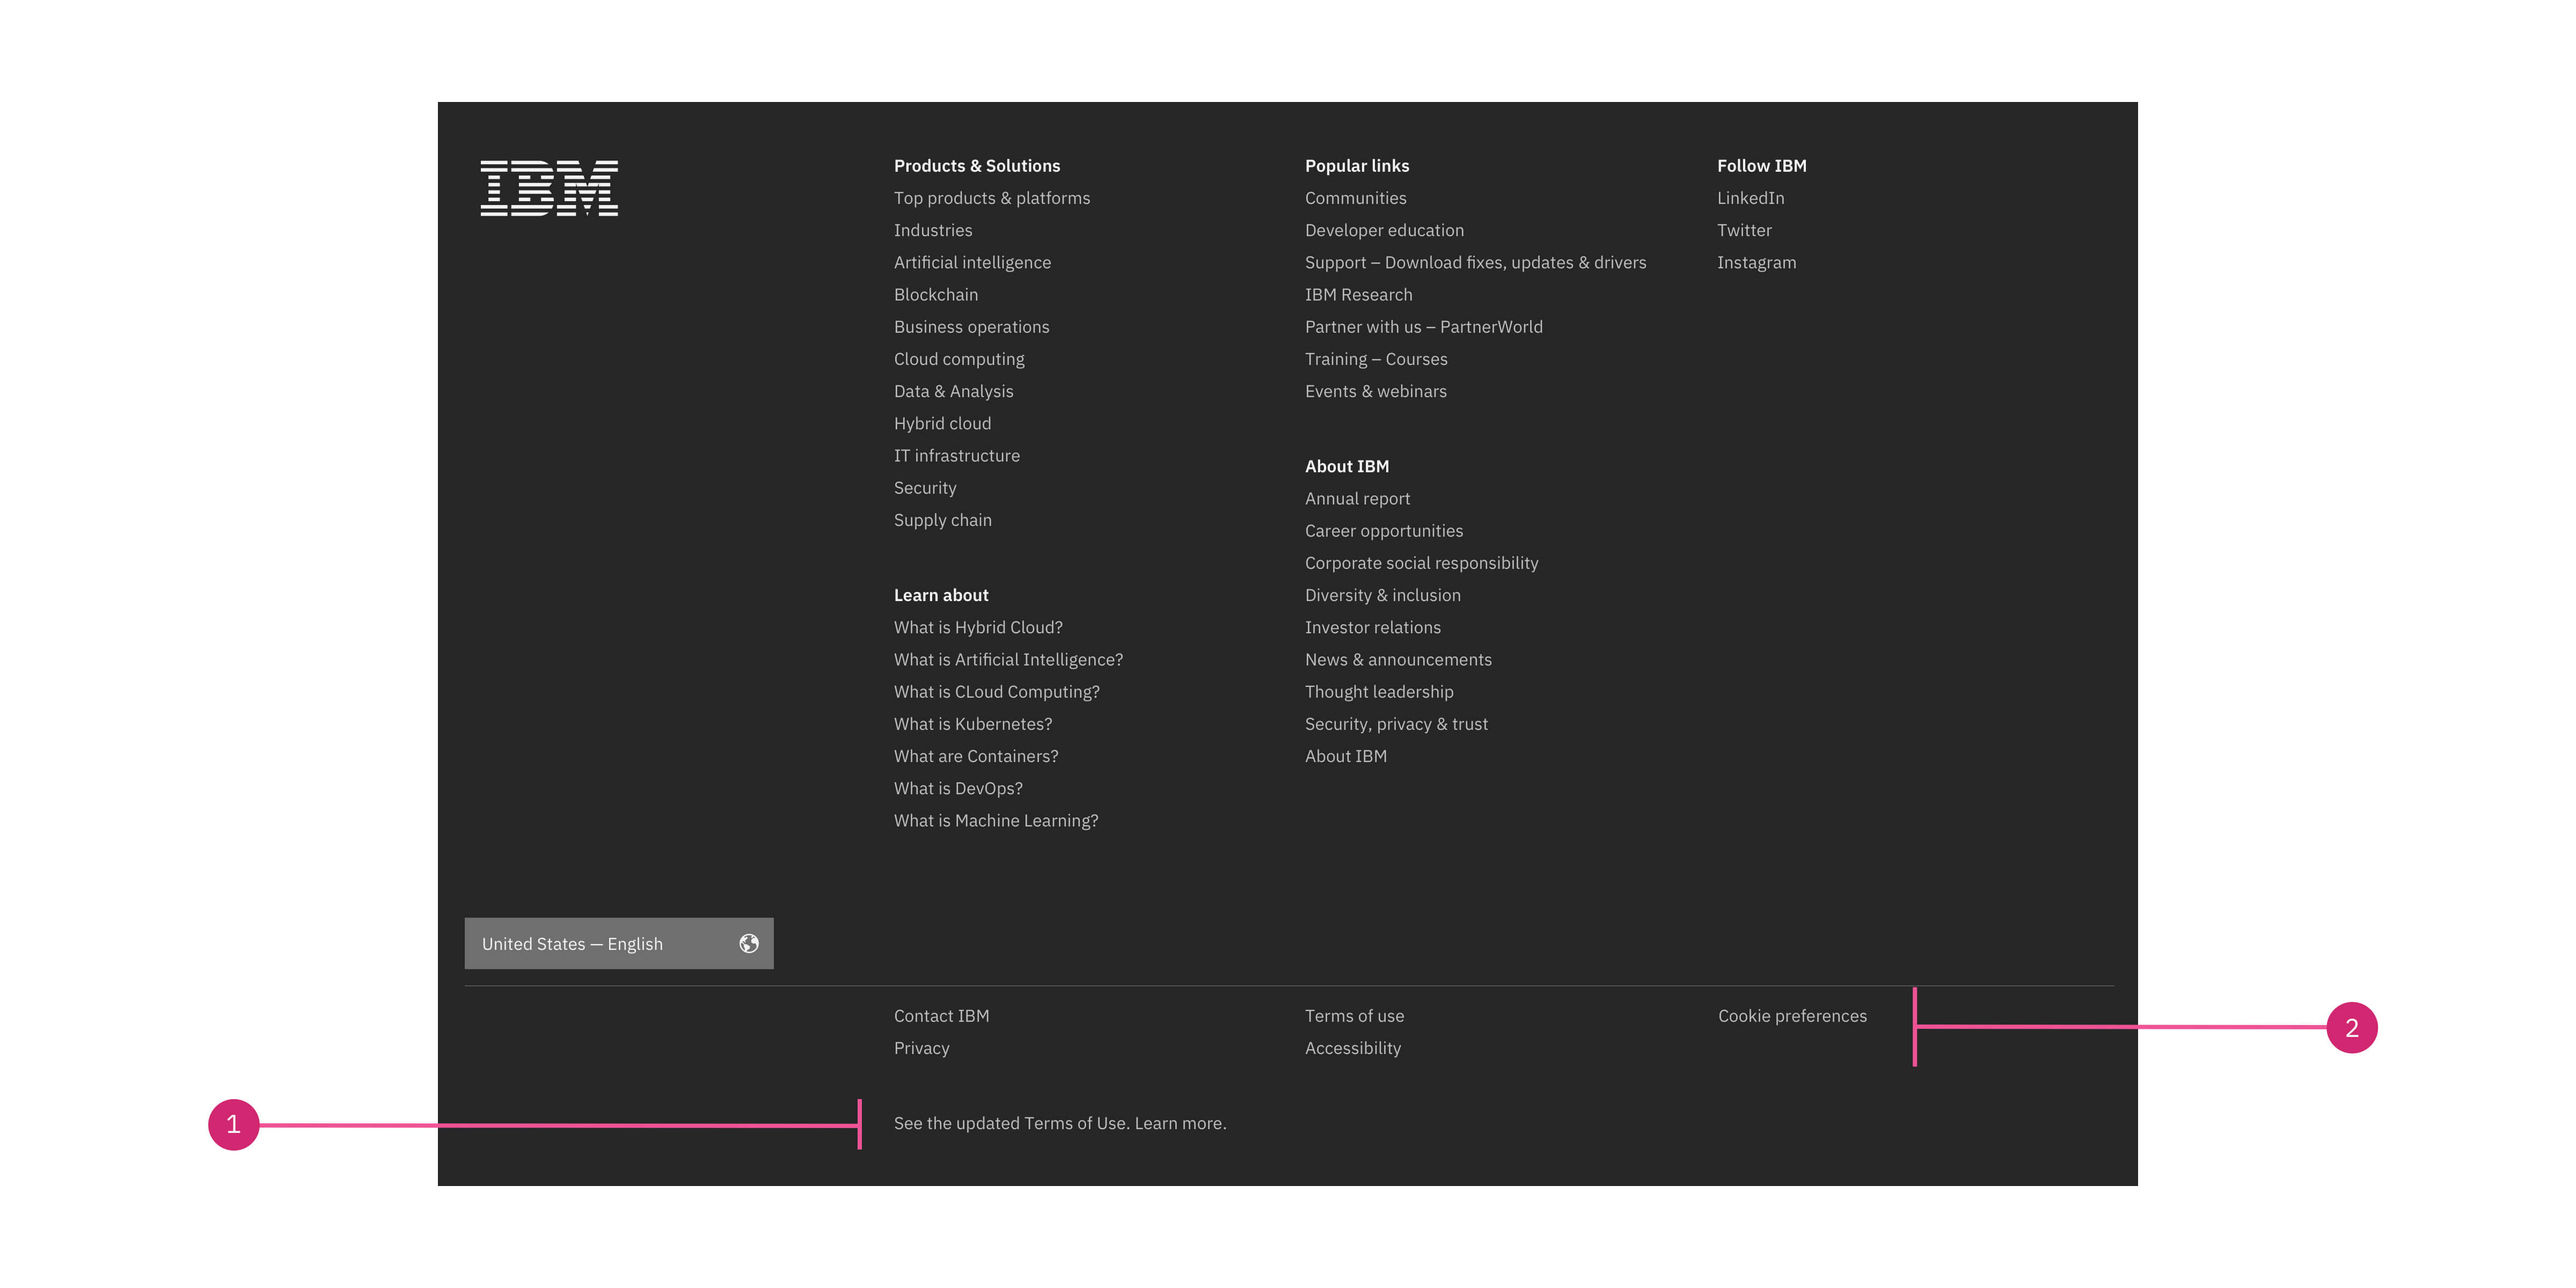 IBM
Products & Solutions
Top products & platforms
Industries
Artificial intelligence
Blockchain
Business operations
Cloud computing
Data & Analysis
Hybrid cloud
IT infrastructure
Security
Supply chain
Learn about
What is Hybrid Cloud?
What is Artificial Intelligence?
What is CLoud Computing?
What is Kubernetes?
What are Containers?
What is DevOps?
What is Machine Learning?
Popular links
Communities
Developer education
Support – Download fixes, updates & drivers
IBM Research
Partner with us – PartnerWorld
Training – Courses
Events & webinars
About IBM
Annual report
Career opportunities
Corporate social responsibility
Diversity & inclusion
Investor relations
News & announcements
Thought leadership
Security, privacy & trust
About IBM
Follow IBM
LinkedIn
Twitter
Instagram
United States — English
Contact IBM
Privacy
Terms of use
Accessibility
Cookie preferences
2
1
See the updated Terms of Use. Learn more.